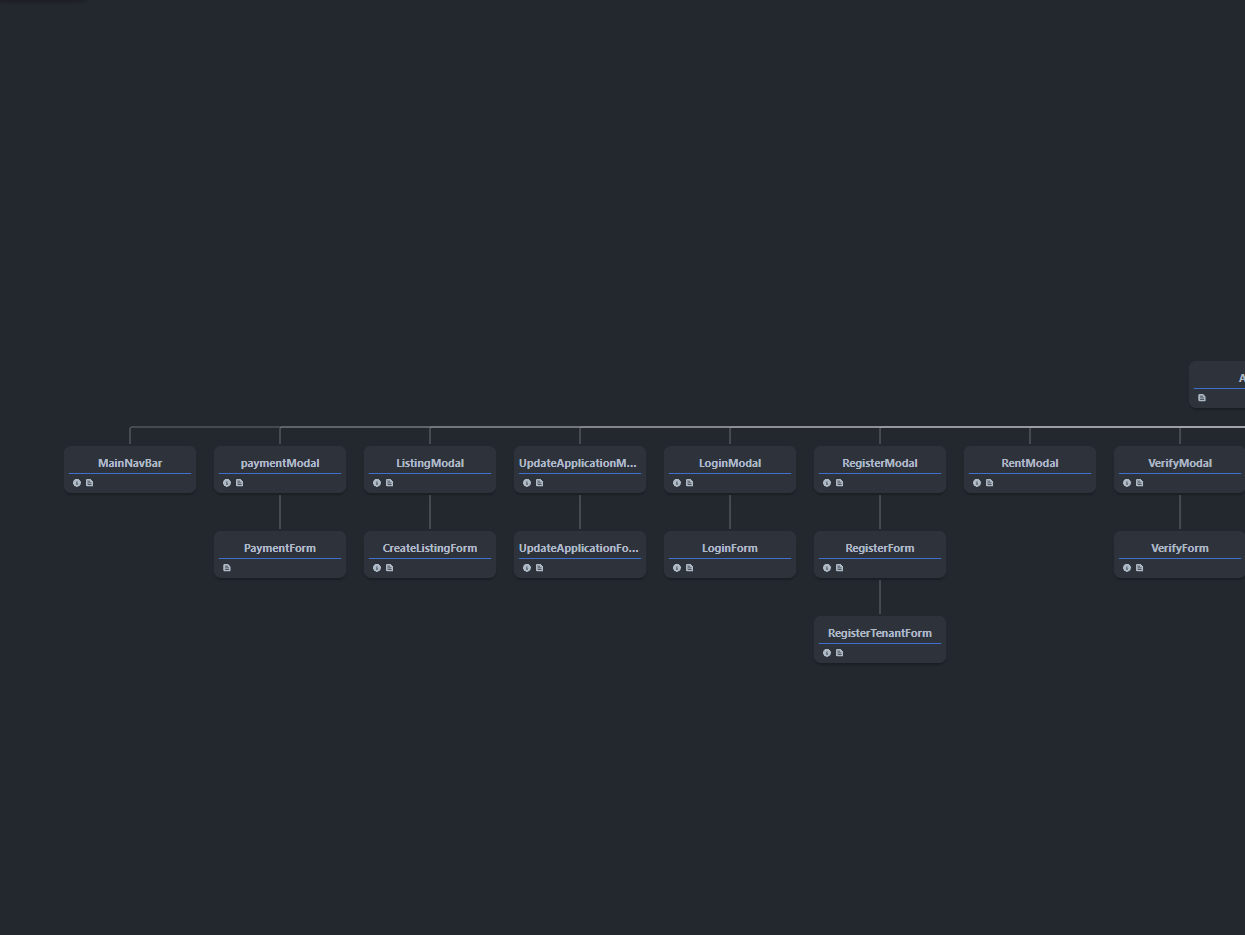 A
MainNavBar
paymentModal
ListingModal
UpdateApplicationM...
LoginModal
RegisterModal
RentModal
VerifyModal
PaymentForm
CreateListingForm
UpdateApplicationFo...
LoginForm
RegisterForm
VerifyForm
RegisterTenantForm